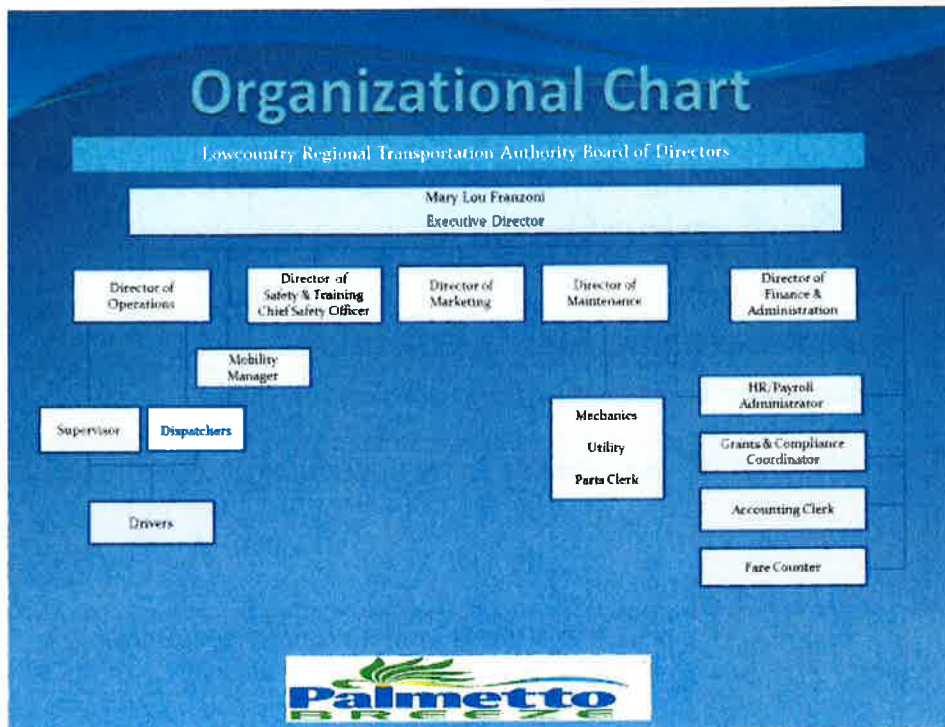 Organizational Chart
Lowcountry Regional Transportation Authority Board of Directors
Mary Lou Franzoni
Executive Director
Director of
Operations
Director of
Safety & Training
Chief Safety Officer
Director of
Marketing
Director of
Maintenance
Director of
Finance &
Administration
Mobility
Manager
Supervisor
Dispatchers
Drivers
Mechanics
Utility
Parts Clerk
HR/Payroll
Administrator
Grants & Compliance
Coordinator
Accounting Clerk
Fare Counter
Palmetto
BREEZE